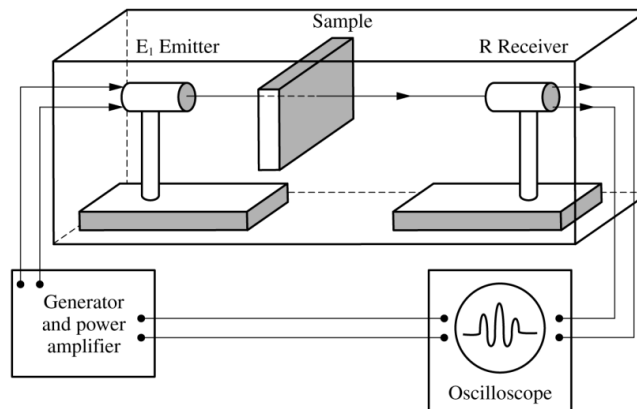 Sample
E₁ Emitter
R Receiver
Generator
and power
amplifier
Oscilloscope